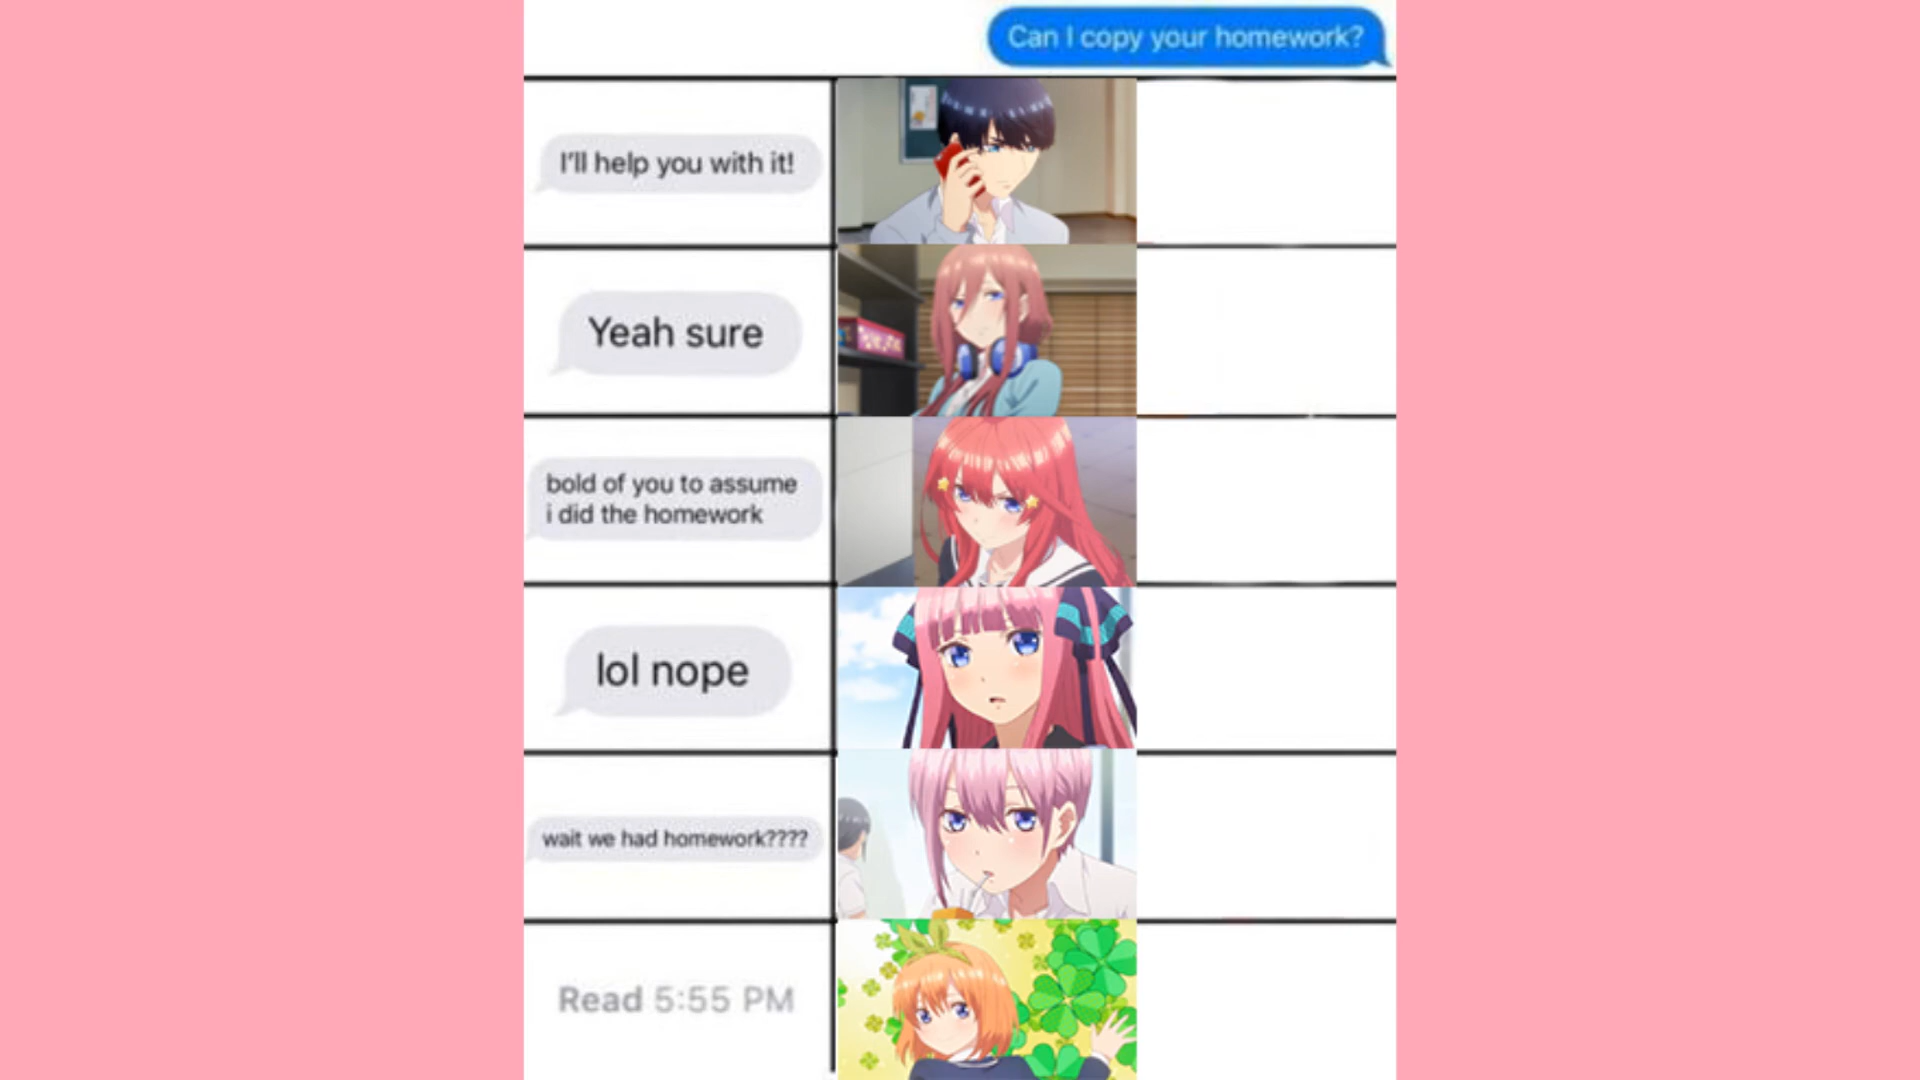 Can I copy your homework?
I'll help you with it!
Yeah sure
bold of you to assume
i did the homework
lol nope
wait we had homework????
Read 5:55 PM